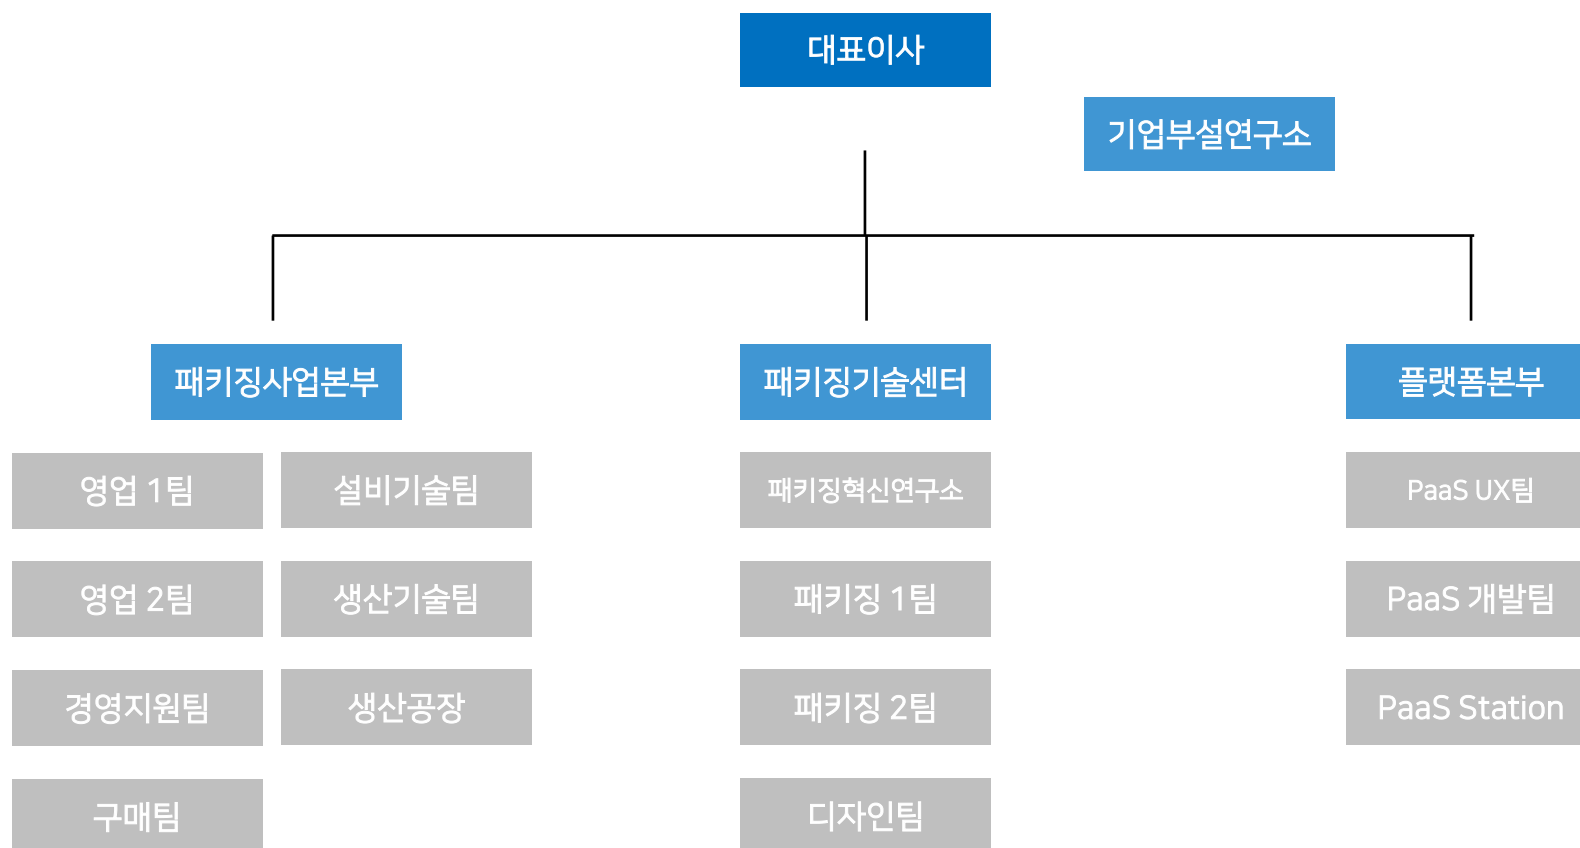 대표이사
기업부설연구소
패키징사업본부
영업 1팀
설비기술팀
영업 2팀
생산기술팀
경영지원팀
생산공장
구매팀
패키징기술센터
패키징혁신연구소
패키징 1팀
패키징 2팀
디자인팀
플랫폼본부
PaaS UX팀
PaaS 개발팀
PaaS Station